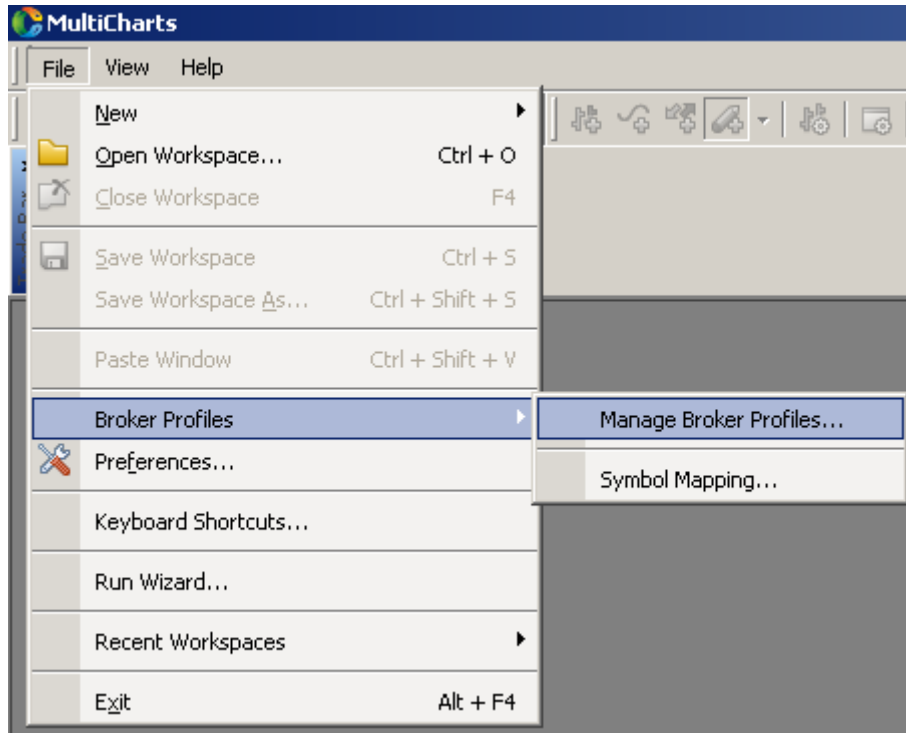 MultiCharts
File View Help
New
Open Workspace... Ctrl + O
Close Workspace F4
Save Workspace Ctrl + S
Save Workspace As... Ctrl + Shift + S
Paste Window Ctrl + Shift + V
Broker Profiles
Manage Broker Profiles...
Preferences...
Symbol Mapping...
Keyboard Shortcuts...
Run Wizard...
Recent Workspaces
Exit Alt + F4